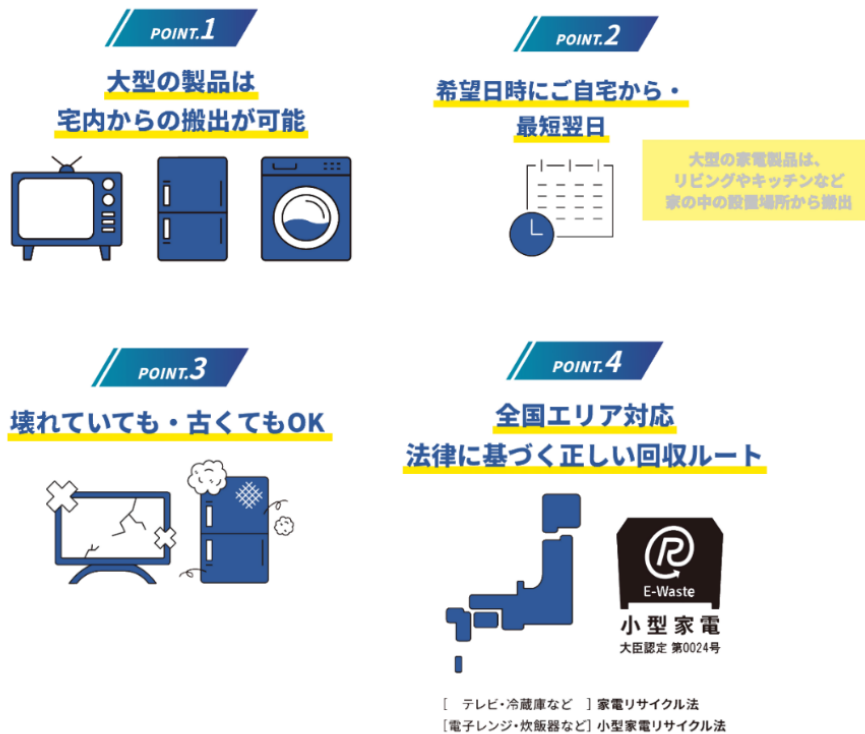 POINT.1
大型の製品は
宅内からの搬出が可能
POINT.2
希望日時にご自宅から・
最短翌日
大型の家電製品は、
リビングやキッチンなど
家の中の設置場所から搬出
POINT.3
壊れていても・古くてもOK
POINT.4
全国エリア対応
法律に基づく正しい回収ルート
R
E-Waste
小型家電
大臣認定 第0024号
[ テレビ・冷蔵庫など ] 家電リサイクル法
[電子レンジ・炊飯器など] 小型家電リサイクル法